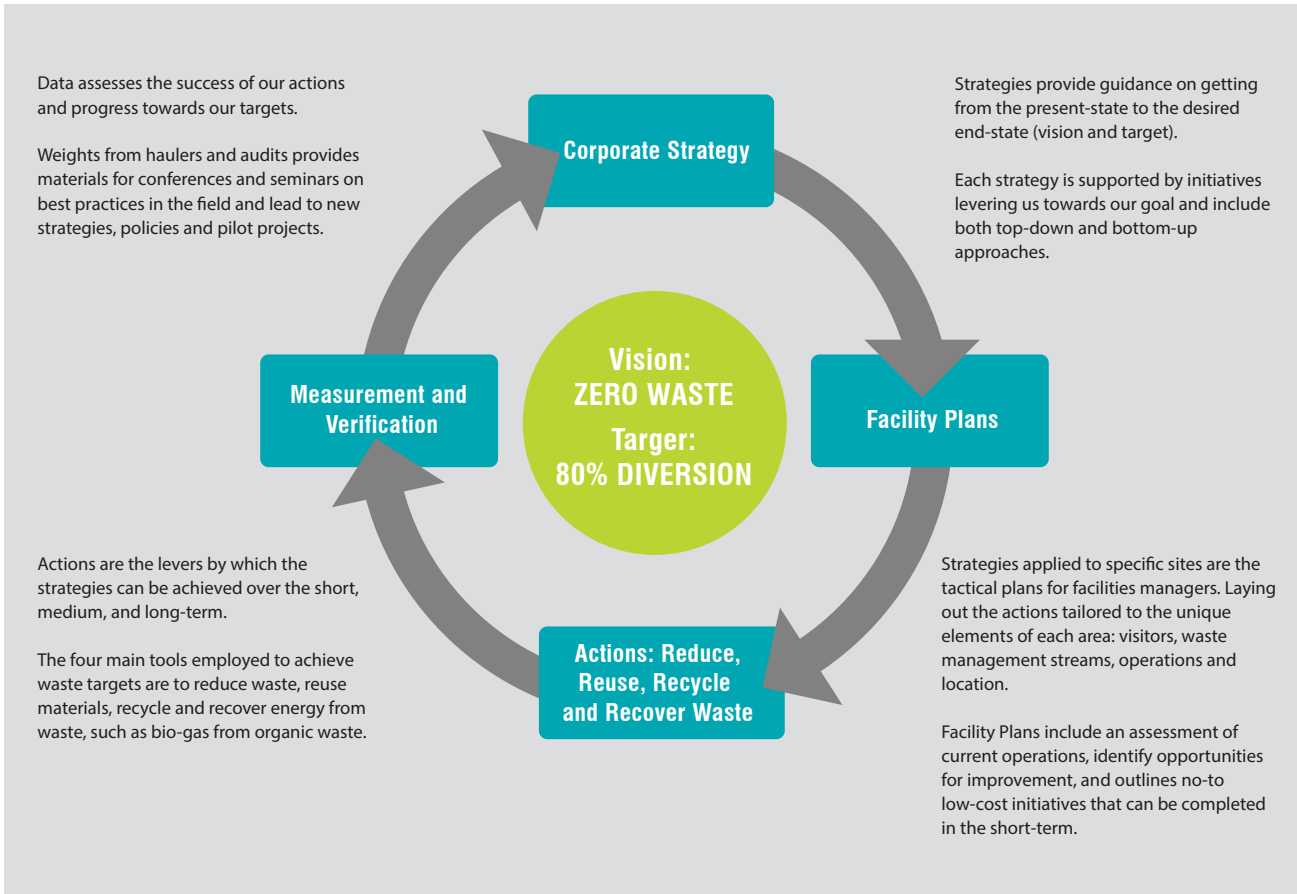 Data assesses the success of our actions
and progress towards our targets.
Weights from haulers and audits provides
materials for conferences and seminars on
best practices in the field and lead to new
strategies, policies and pilot projects.
Corporate Strategy
Strategies provide guidance on getting
from the present-state to the desired
end-state (vision and target).
Each strategy is supported by initiatives
levering us towards our goal and include
both top-down and bottom-up
approaches.
Measurement and
Verification
Vision:
ZERO WASTE
Targer:
80% DIVERSION
Facility Plans
Actions are the levers by which the
strategies can be achieved over the short,
medium, and long-term.
The four main tools employed to achieve
waste targets are to reduce waste, reuse
materials, recycle and recover energy from
waste, such as bio-gas from organic waste.
Actions: Reduce,
Reuse, Recycle
and Recover Waste
Strategies applied to specific sites are the
tactical plans for facilities managers. Laying
out the actions tailored to the unique
elements of each area: visitors, waste
management streams, operations and
location.
Facility Plans include an assessment of
current operations, identify opportunities
for improvement, and outlines no-to
low-cost initiatives that can be completed
in the short-term.